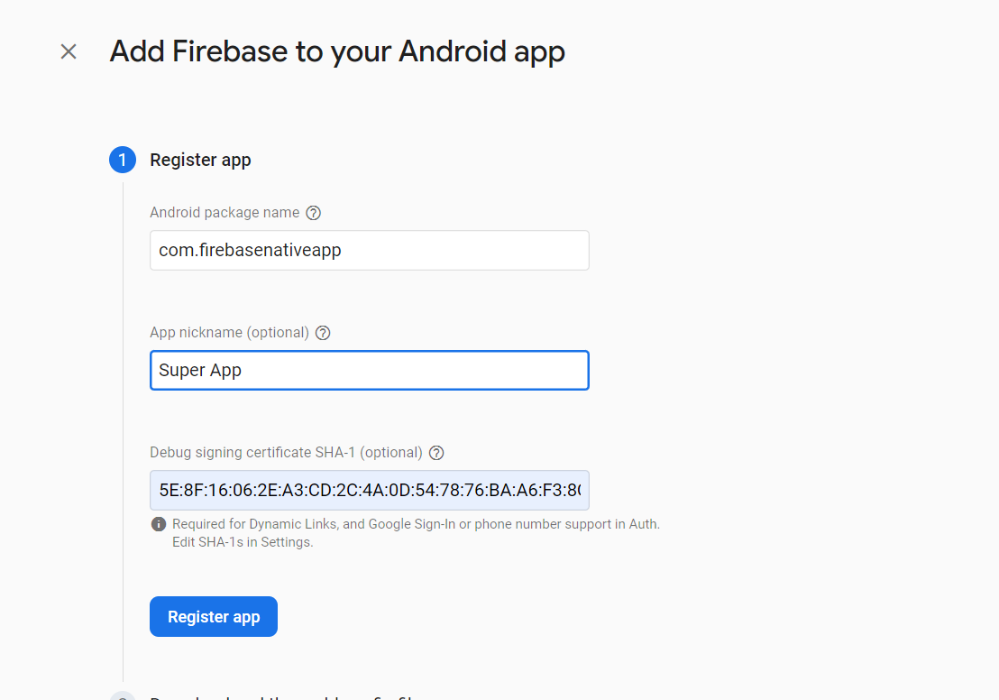 Add Firebase to your Android app
1
Register app
Android package name
com.firebasenativeapp
App nickname (optional)
Super App
Debug signing certificate SHA-1 (optional)
5E:8F:16:06:2E:A3:CD:2C:4A:0D:54:78:76:BA:A6:F3:8
Required for Dynamic Links, and Google Sign-In or phone number support in Auth.
Edit SHA-1s in Settings.
Register app